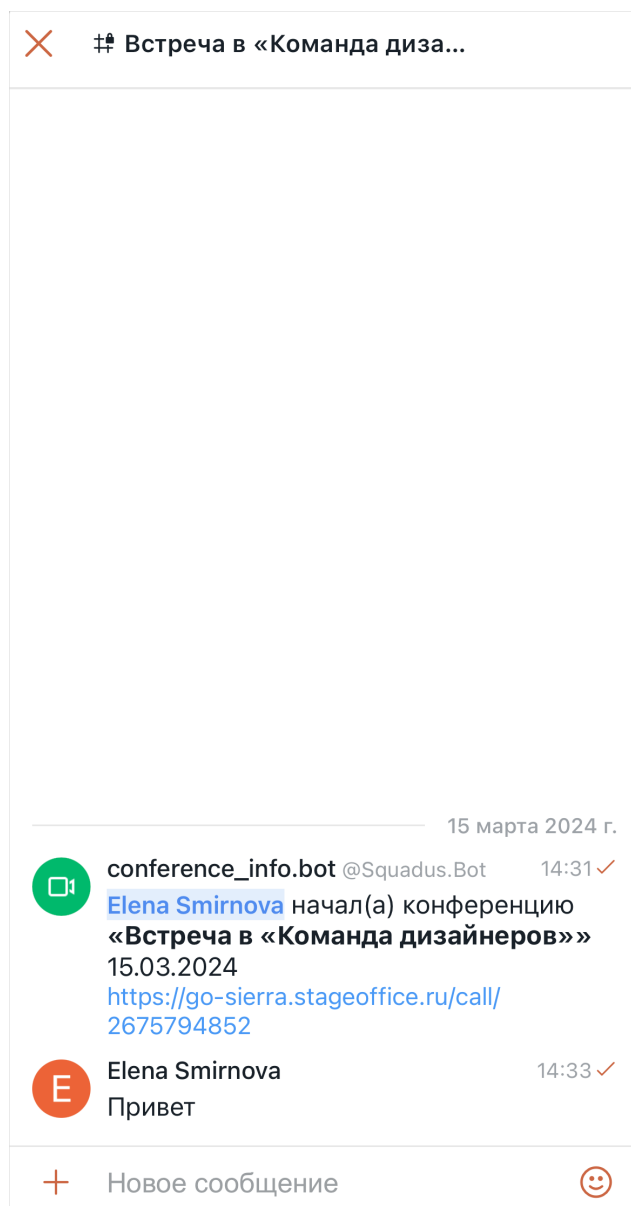 Встреча в «Команда диза...
15 марта 2024 г.
conference_info.bot @Squadus.Bot 14:31
Elena Smirnova начал(а) конференцию
«Встреча в «Команда дизайнеров»»
15.03.2024
https://go-sierra.stageoffice.ru/call/
2675794852
E
Elena Smirnova 14:33
Привет
Новое сообщение